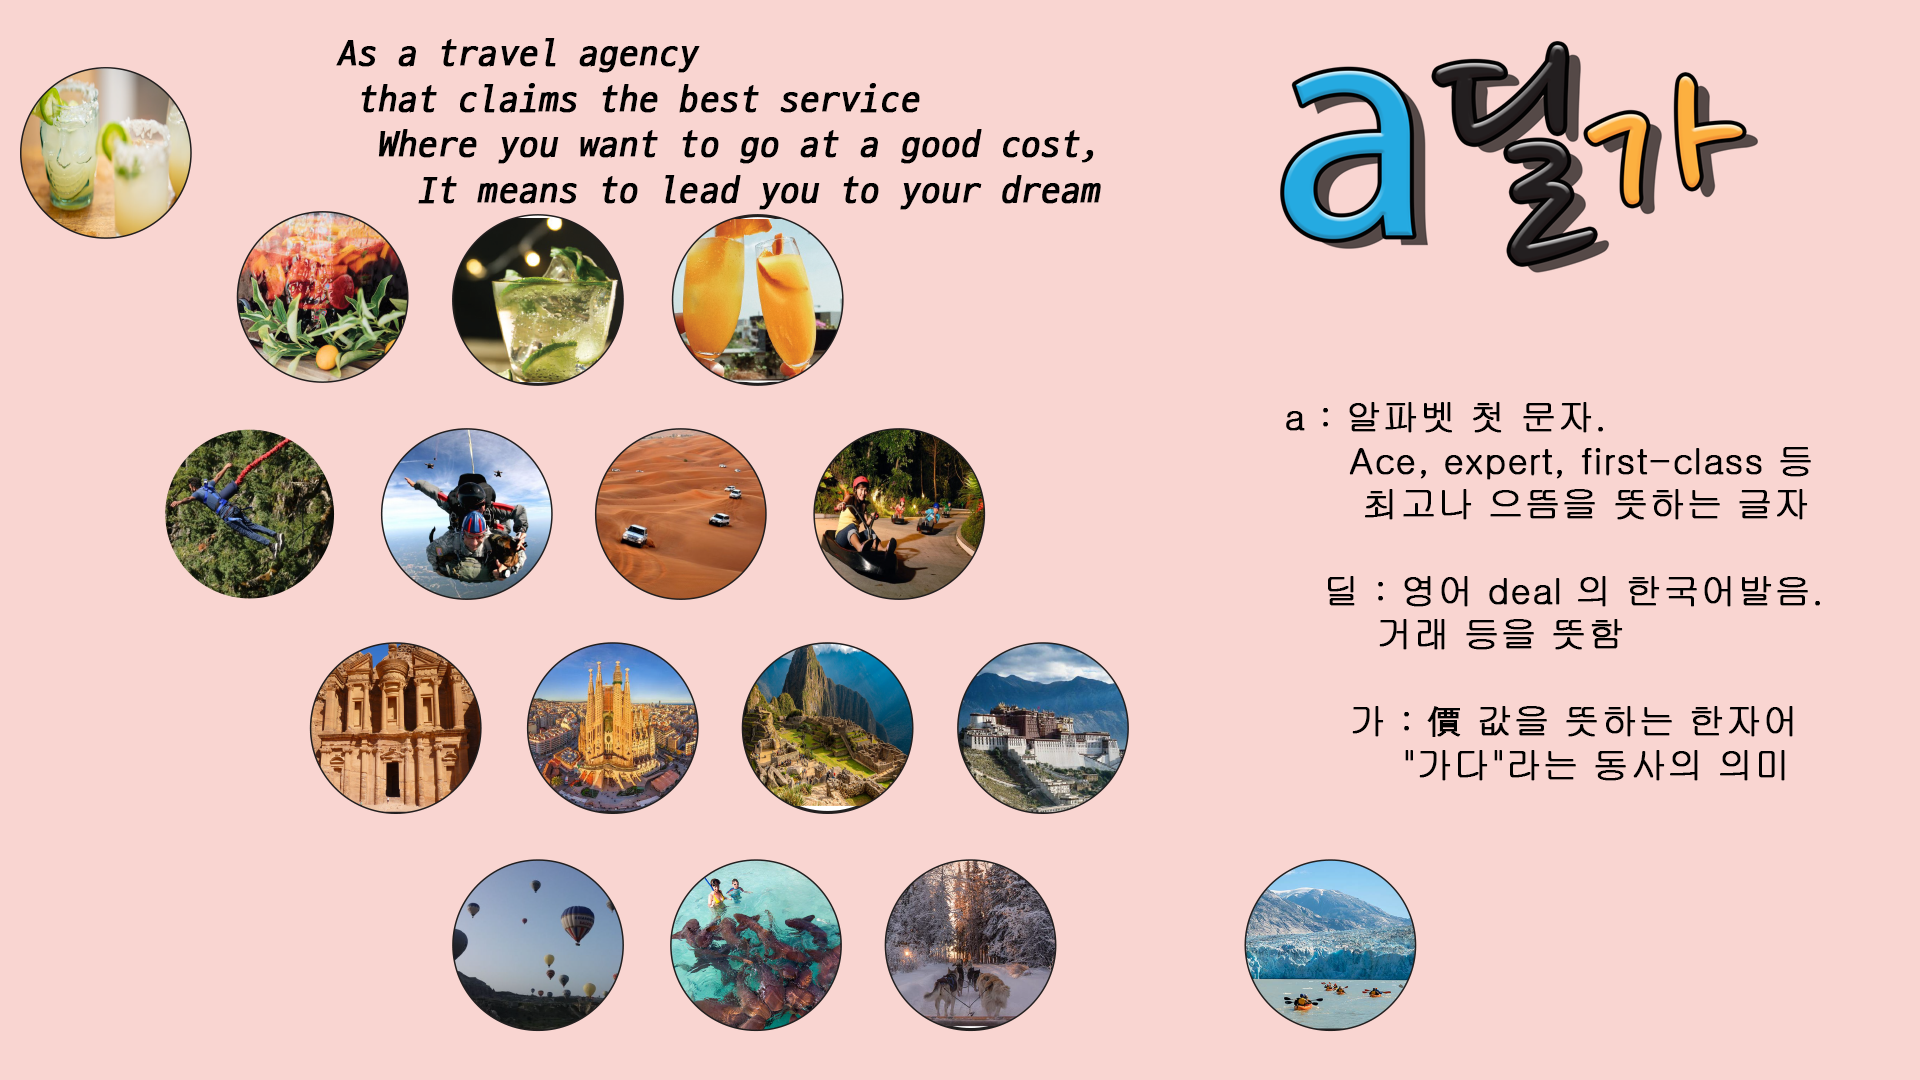 As a travel agency
that claims the best service
Where you want to go at a good cost,
It means to lead you to your dream
a딜가
a : 알파벳 첫 문자.
Ace, expert, first-class 등
최고나 으뜸을 뜻하는 글자
딜 : 영어 deal 의 한국어발음.
거래 등을 뜻함
가 : 價 값을 뜻하는 한자어
"가다"라는 동사의 의미